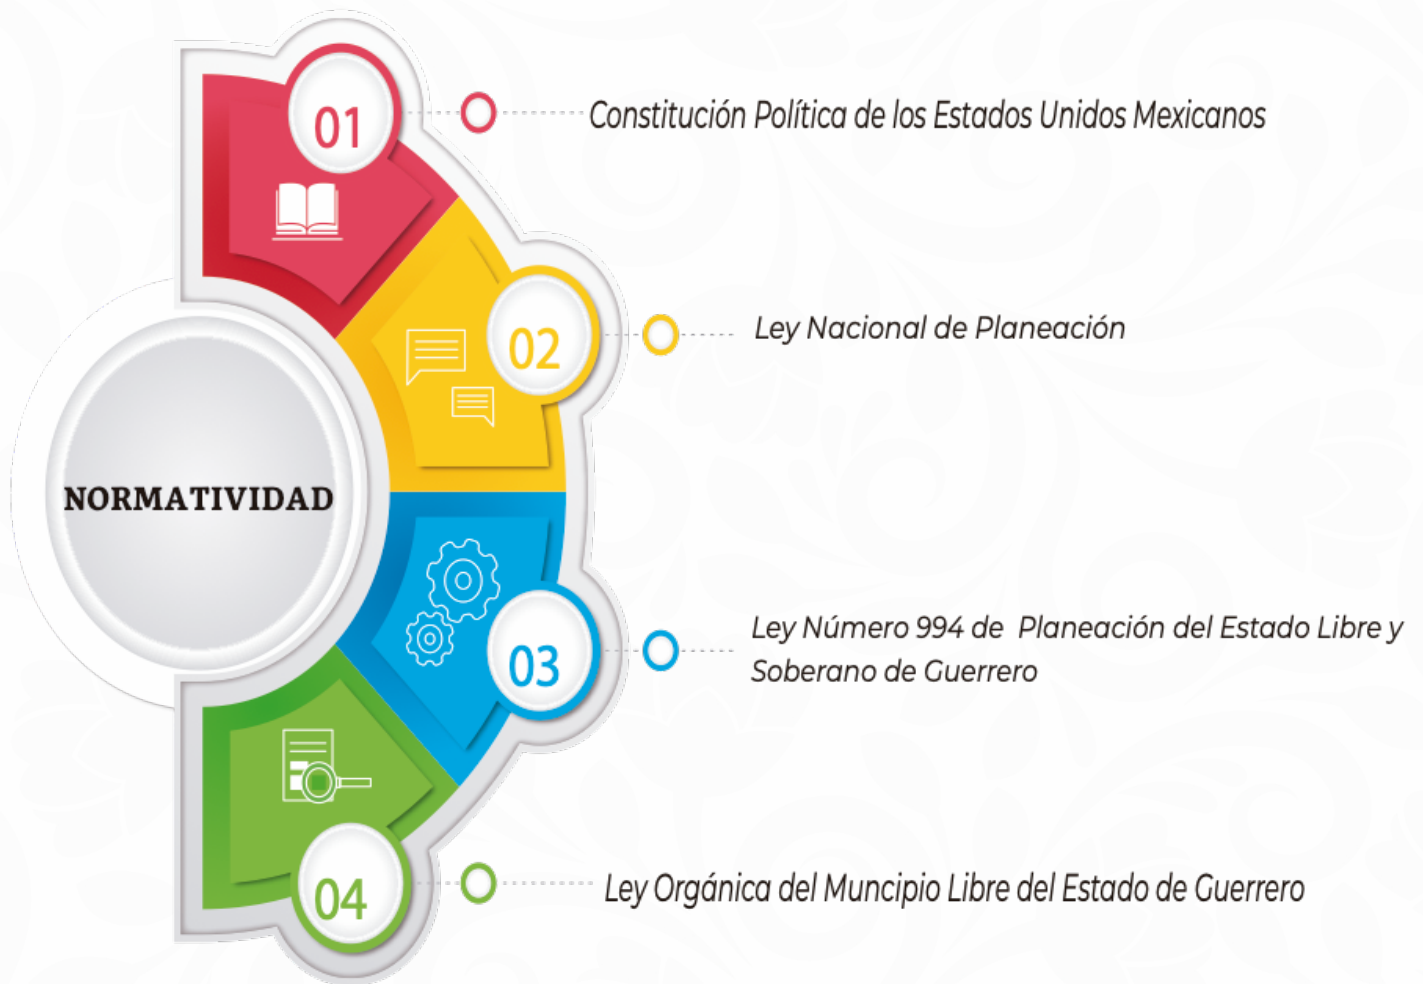 01
Constitución Política de los Estados Unidos Mexicanos
02
Ley Nacional de Planeación
NORMATIVIDAD
03
Ley Número 994 de Planeación del Estado Libre y
Soberano de Guerrero
04
Ley Orgánica del Muncipio Libre del Estado de Guerrero